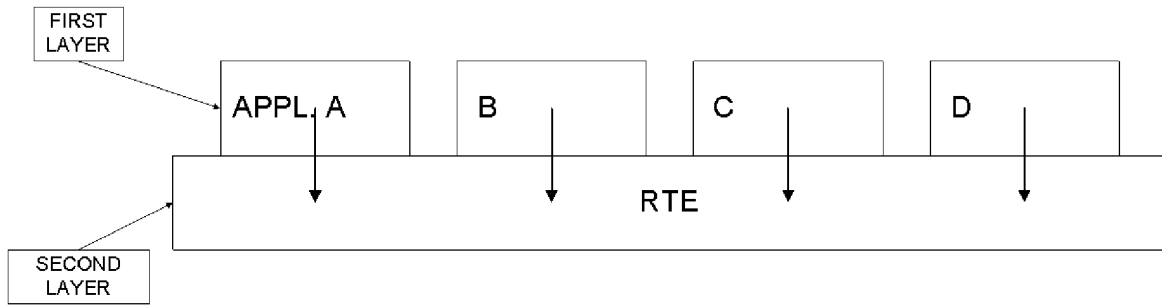 FIRST
LAYER
APPL. A
B
C
D
RTE
SECOND
LAYER